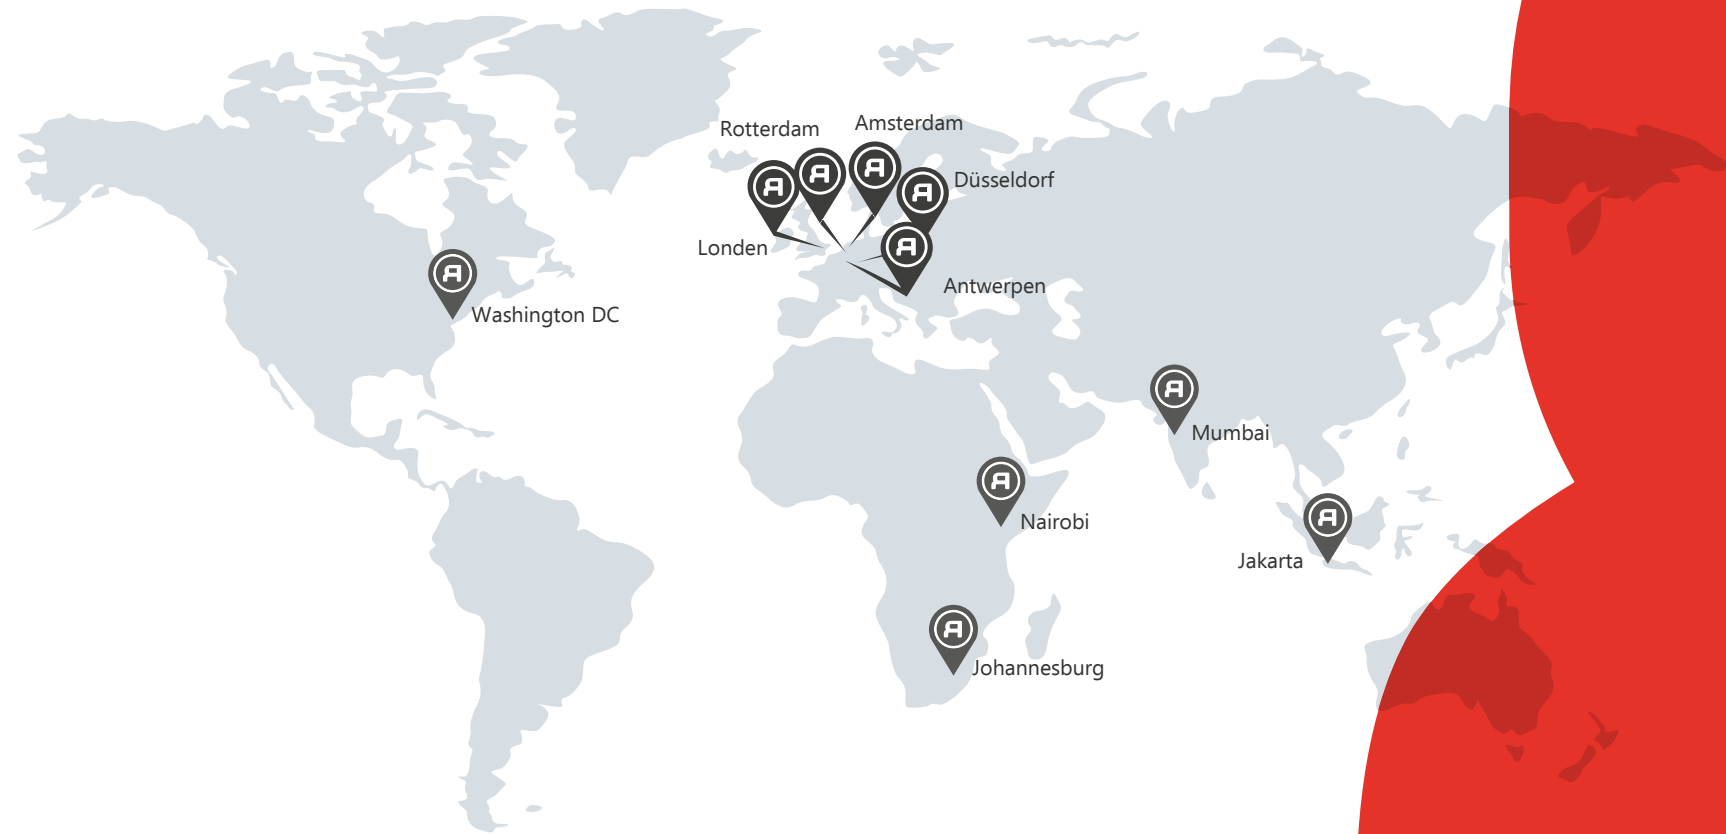 Rotterdam
Amsterdam
Düsseldorf
Londen
Antwerpen
Washington DC
Mumbai
Nairobi
Jakarta
Johannesburg